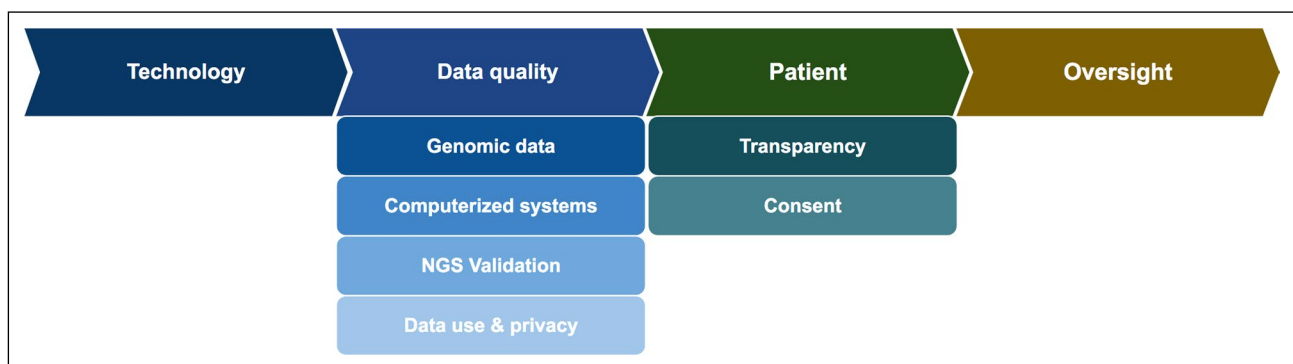 Technology
Data quality
Patient
Oversight
Genomic data
Transparency
Computerized systems
Consent
NGS Validation
Data use & privacy